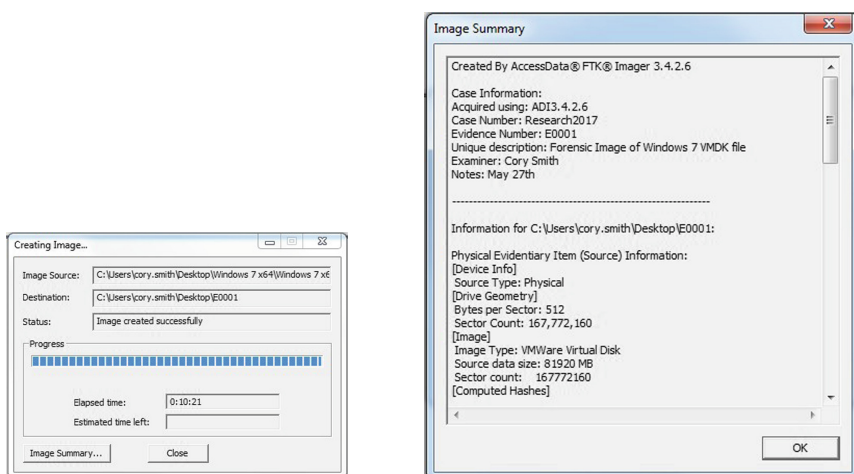 Creating Image...
Image Source: C:\Users\cory.smith\Desktop\Windows 7 x64\Windows 7 x6
Destination: C:\Users\cory.smith\Desktop\E0001
Status: Image created successfully
Progress
Elapsed time: 0:10:21
Estimated time left:
Image Summary...
Close
Image Summary
Created By AccessData® FTK® Imager 3.4.2.6
Case Information:
Acquired using: ADI3.4.2.6
Case Number: Research2017
Evidence Number: E0001
Unique description: Forensic Image of Windows 7 VMDK file
Examiner: Cory Smith
Notes: May 27th
--------------------------------------------------------------
Information for C:\Users\cory.smith\Desktop\E0001:
Physical Evidentiary Item (Source) Information:
[Device Info]
Source Type: Physical
[Drive Geometry]
Bytes per Sector: 512
Sector Count: 167,772,160
[Image]
Image Type: VMWare Virtual Disk
Source data size: 81920 MB
Sector count: 167772160
[Computed Hashes]
OK